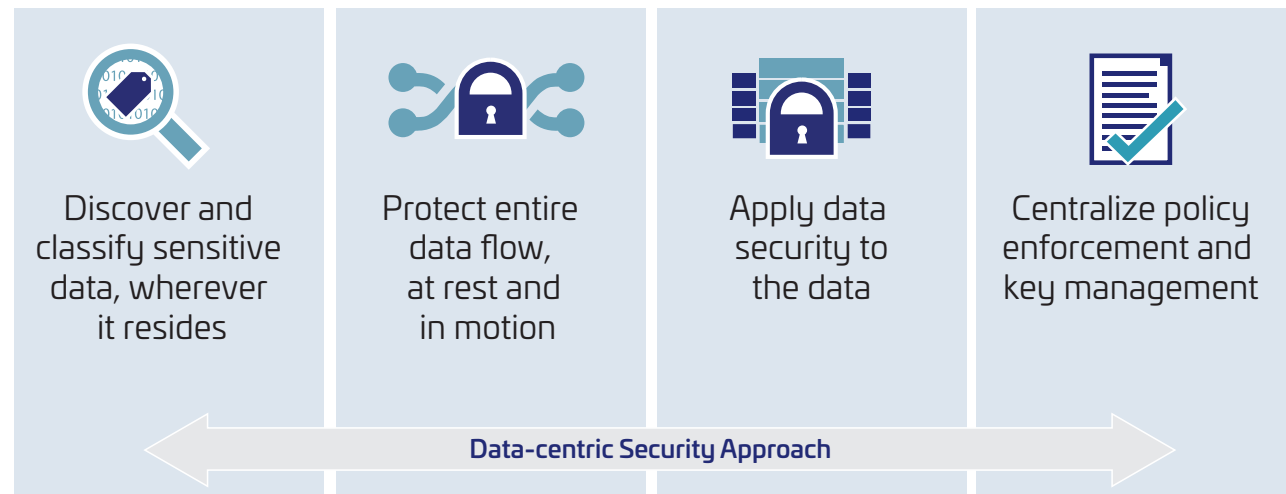 Discover and
classify sensitive
data, wherever
it resides
Protect entire
data flow,
at rest and
in motion
Apply data
security to
the data
Centralize policy
enforcement and
key management
Data-centric Security Approach